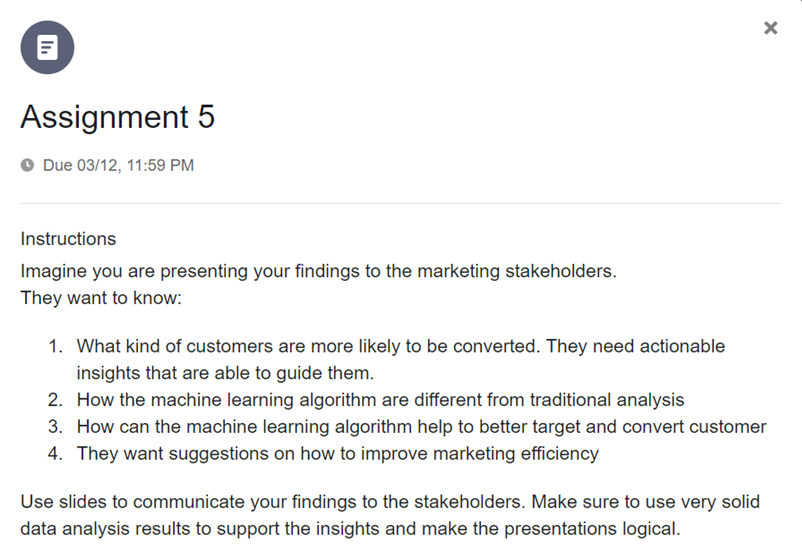 Assignment 5
Due 03/12, 11:59 PM
Instructions
Imagine you are presenting your findings to the marketing stakeholders.
They want to know:
1. What kind of customers are more likely to be converted. They need actionable
insights that are able to guide them.
2. How the machine learning algorithm are different from traditional analysis
3. How can the machine learning algorithm help to better target and convert customer
4. They want suggestions on how to improve marketing efficiency
Use slides to communicate your findings to the stakeholders. Make sure to use very solid
data analysis results to support the insights and make the presentations logical.